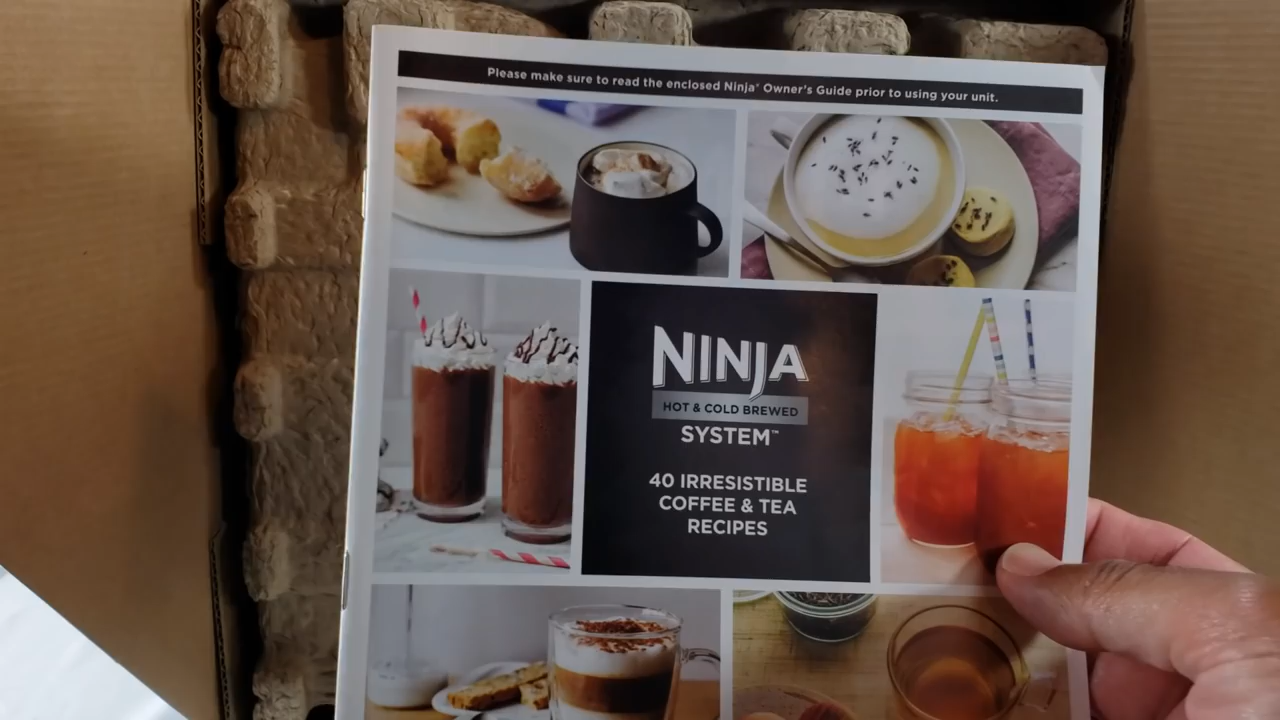 Please make sure to read the enclosed Ninja® Owner's Guide prior to using your unit.
NINJA
HOT & COLD BREWED
SYSTEM™
40 IRRESISTIBLE
COFFEE & TEA
RECIPES